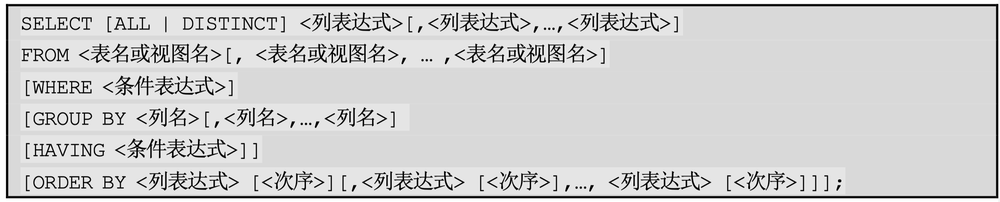 SELECT [ALL | DISTINCT] <列表达式>[,<列表达式>,…,<列表达式>]
FROM <表名或视图名>[, <表名或视图名>, … ,<表名或视图名>]
[WHERE <条件表达式>]
[GROUP BY <列名>[,<列名>,…,<列名>]
[HAVING <条件表达式>]]
[ORDER BY <列表达式> [<次序>][,<列表达式> [<次序>],…, <列表达式> [<次序>]]];